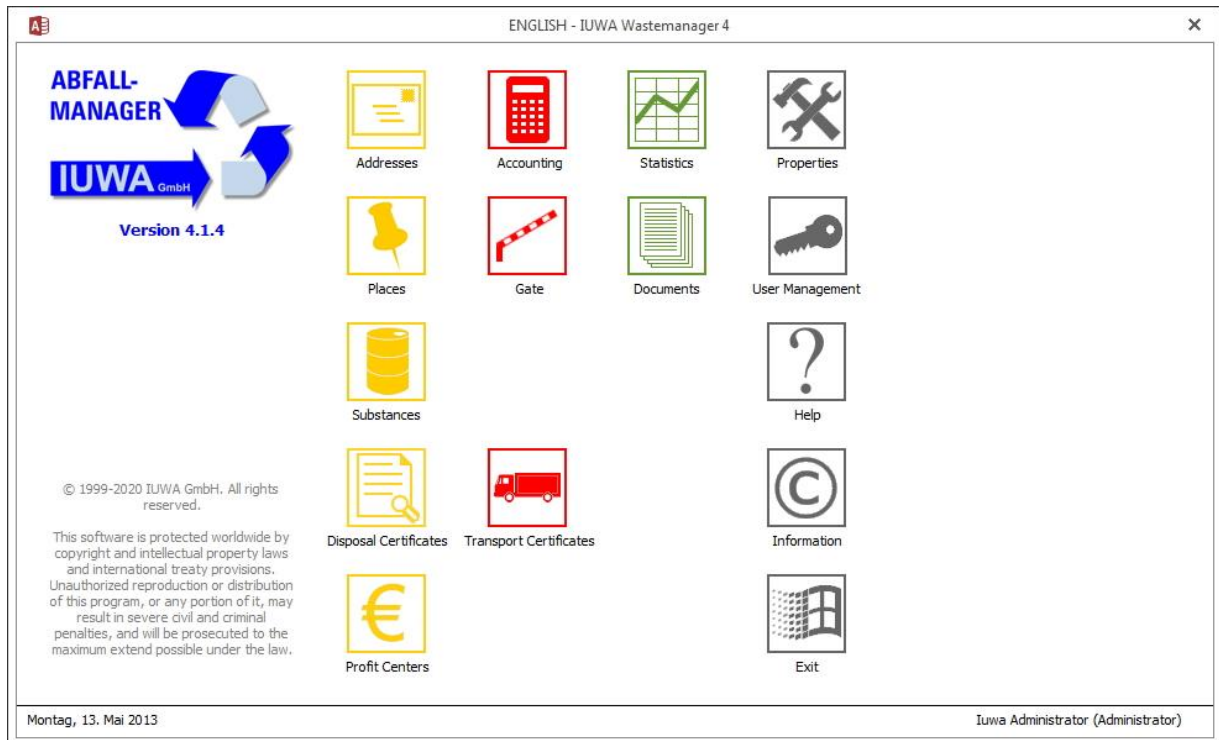 ENGLISH - IUWA Wastemanager 4
ABFALL-
MANAGER
IUWA GmbH
Version 4.1.4
Addresses
Accounting
Statistics
Properties
Places
Gate
Documents
User Management
Substances
Help
Disposal Certificates
Transport Certificates
Information
Profit Centers
Exit
© 1999-2020 IUWA GmbH. All rights
reserved.
This software is protected worldwide by
copyright and intellectual property laws
and international treaty provisions.
Unauthorized reproduction or distribution
of this program, or any portion of it, may
result in severe civil and criminal
penalties, and will be prosecuted to the
maximum extend possible under the law.
Montag, 13. Mai 2013
Iuwa Administrator (Administrator)